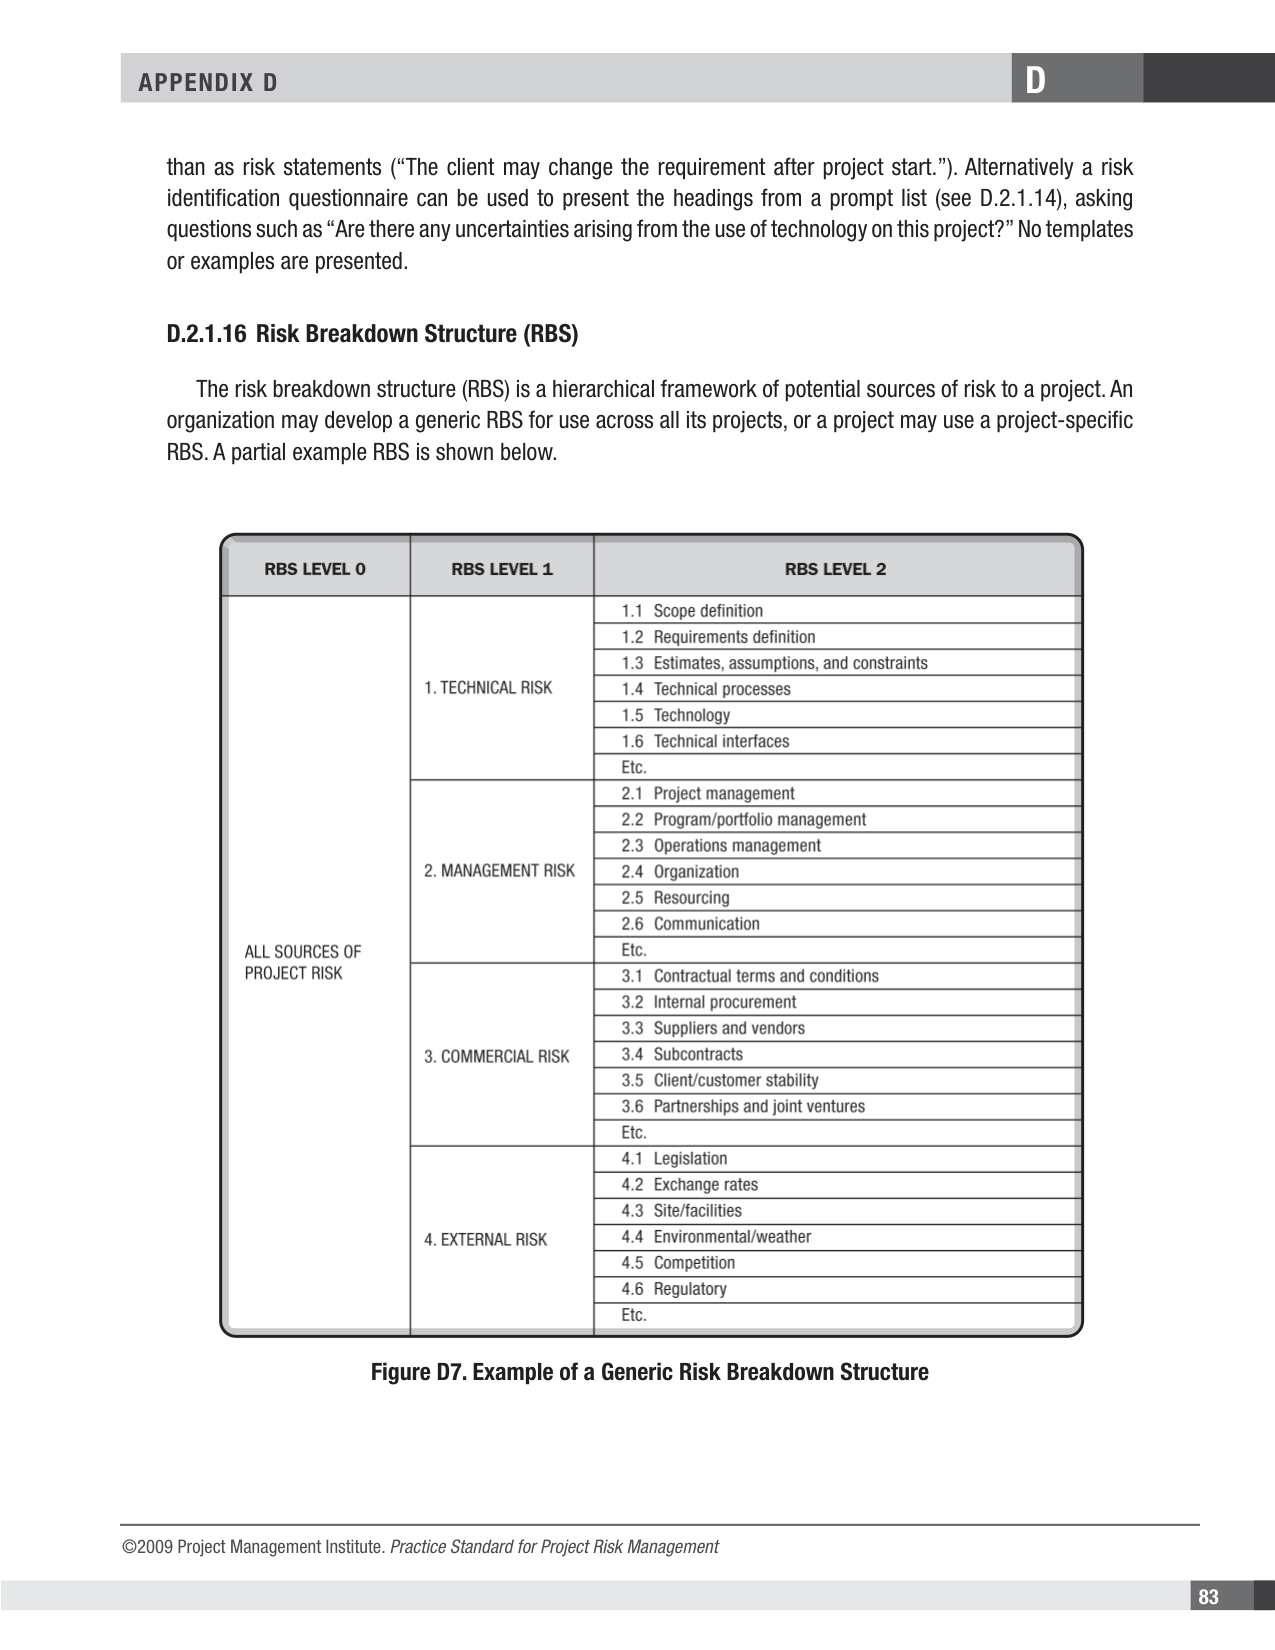 APPENDIX D
D
than as risk statements (“The client may change the requirement after project start.”). Alternatively a risk
identification questionnaire can be used to present the headings from a prompt list (see D.2.1.14), asking
questions such as “Are there any uncertainties arising from the use of technology on this project?” No templates
or examples are presented.
D.2.1.16 Risk Breakdown Structure (RBS)
The risk breakdown structure (RBS) is a hierarchical framework of potential sources of risk to a project. An
organization may develop a generic RBS for use across all its projects, or a project may use a project-specific
RBS. A partial example RBS is shown below.
RBS LEVEL 0
RBS LEVEL 1
RBS LEVEL 2
ALL SOURCES OF
PROJECT RISK
1. TECHNICAL RISK
1.1 Scope definition
1.2 Requirements definition
1.3 Estimates, assumptions, and constraints
1.4 Technical processes
1.5 Technology
1.6 Technical interfaces
Etc.
2. MANAGEMENT RISK
2.1 Project management
2.2 Program/portfolio management
2.3 Operations management
2.4 Organization
2.5 Resourcing
2.6 Communication
Etc.
3. COMMERCIAL RISK
3.1 Contractual terms and conditions
3.2 Internal procurement
3.3 Suppliers and vendors
3.4 Subcontracts
3.5 Client/customer stability
3.6 Partnerships and joint ventures
Etc.
4. EXTERNAL RISK
4.1 Legislation
4.2 Exchange rates
4.3 Site/facilities
4.4 Environmental/weather
4.5 Competition
4.6 Regulatory
Etc.
Figure D7. Example of a Generic Risk Breakdown Structure
©2009 Project Management Institute. Practice Standard for Project Risk Management
83